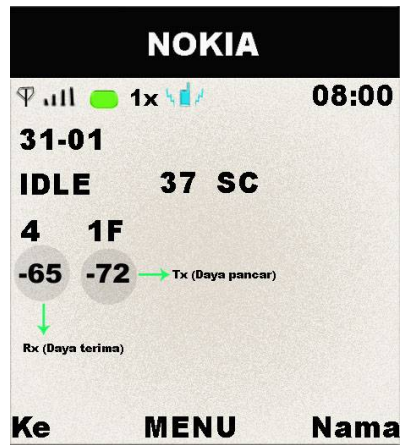 NOKIA
1x 08:00
31-01
IDLE 37 SC
4 1F
-65 -72 Tx (Daya pancar)
Rx (Daya terima)
Ke MENU Nama